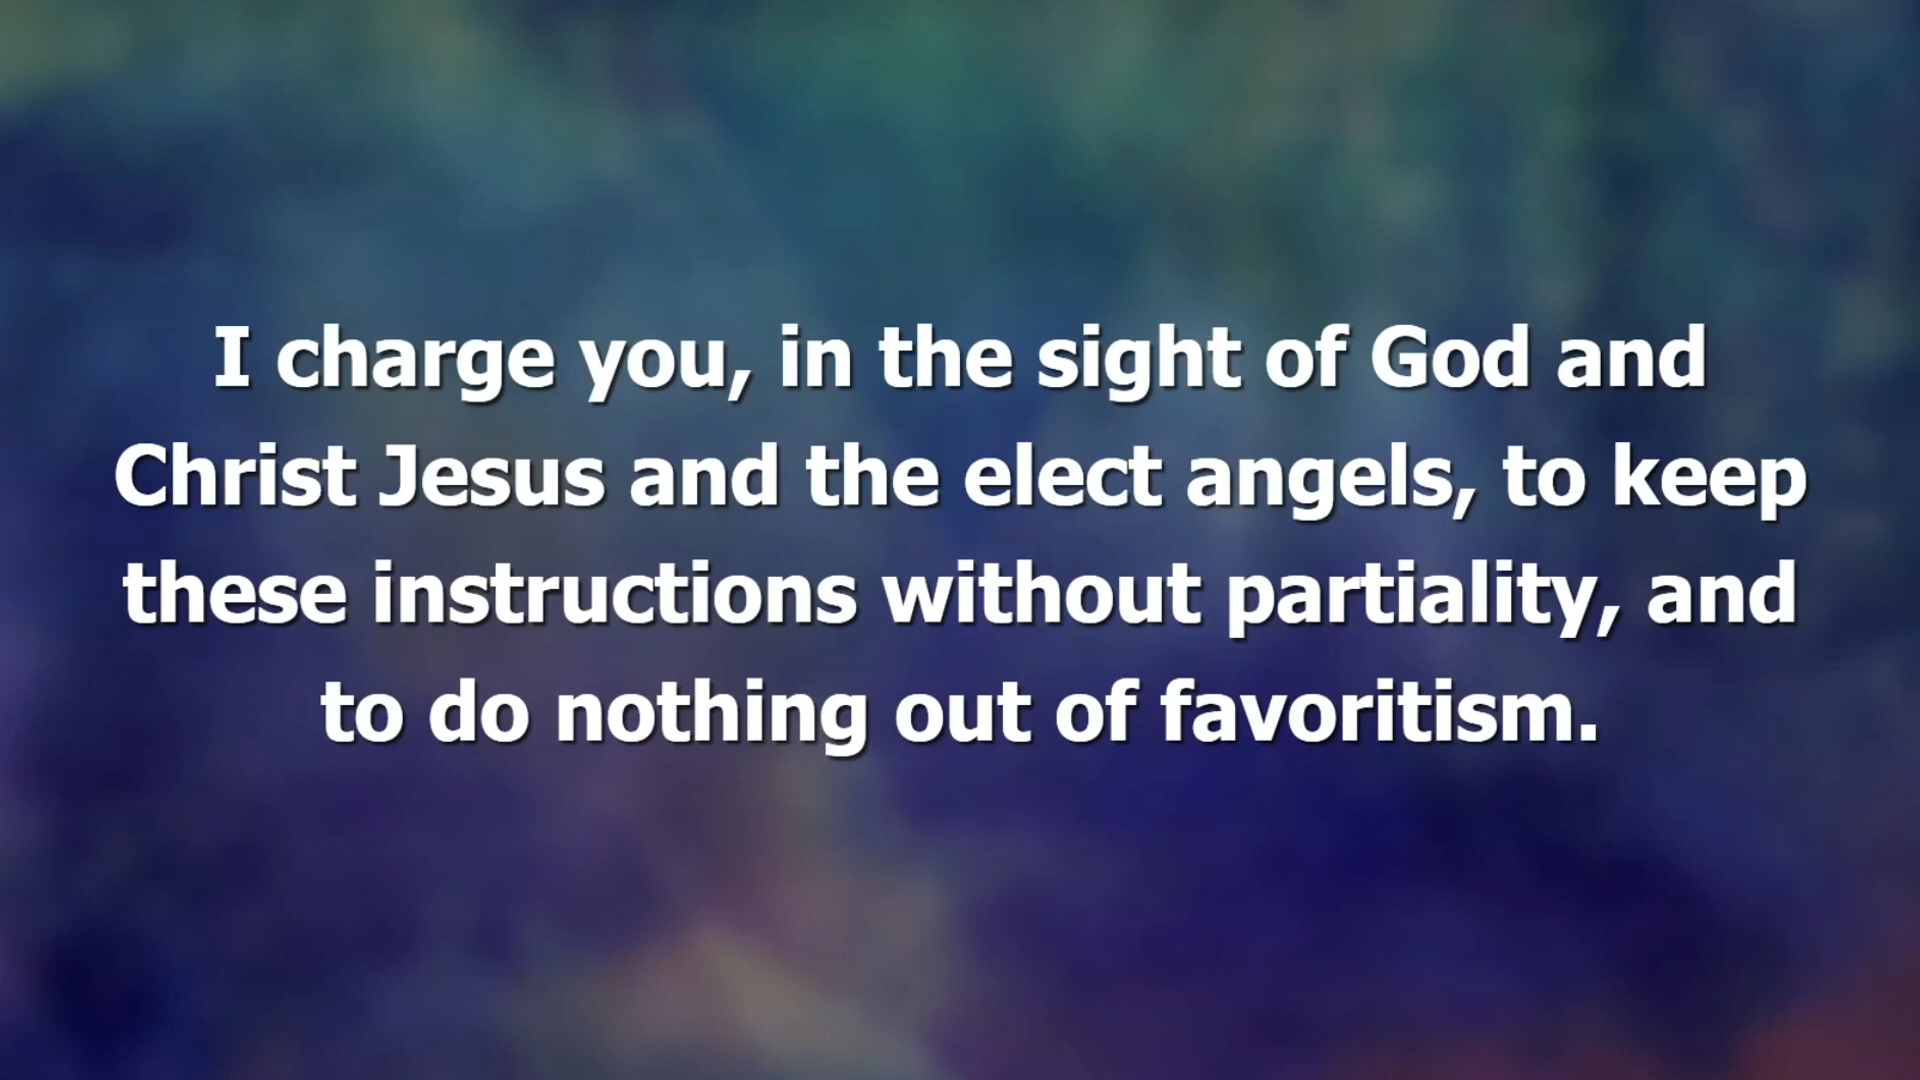 I charge you, in the sight of God and
Christ Jesus and the elect angels, to keep
these instructions without partiality, and
to do nothing out of favoritism.